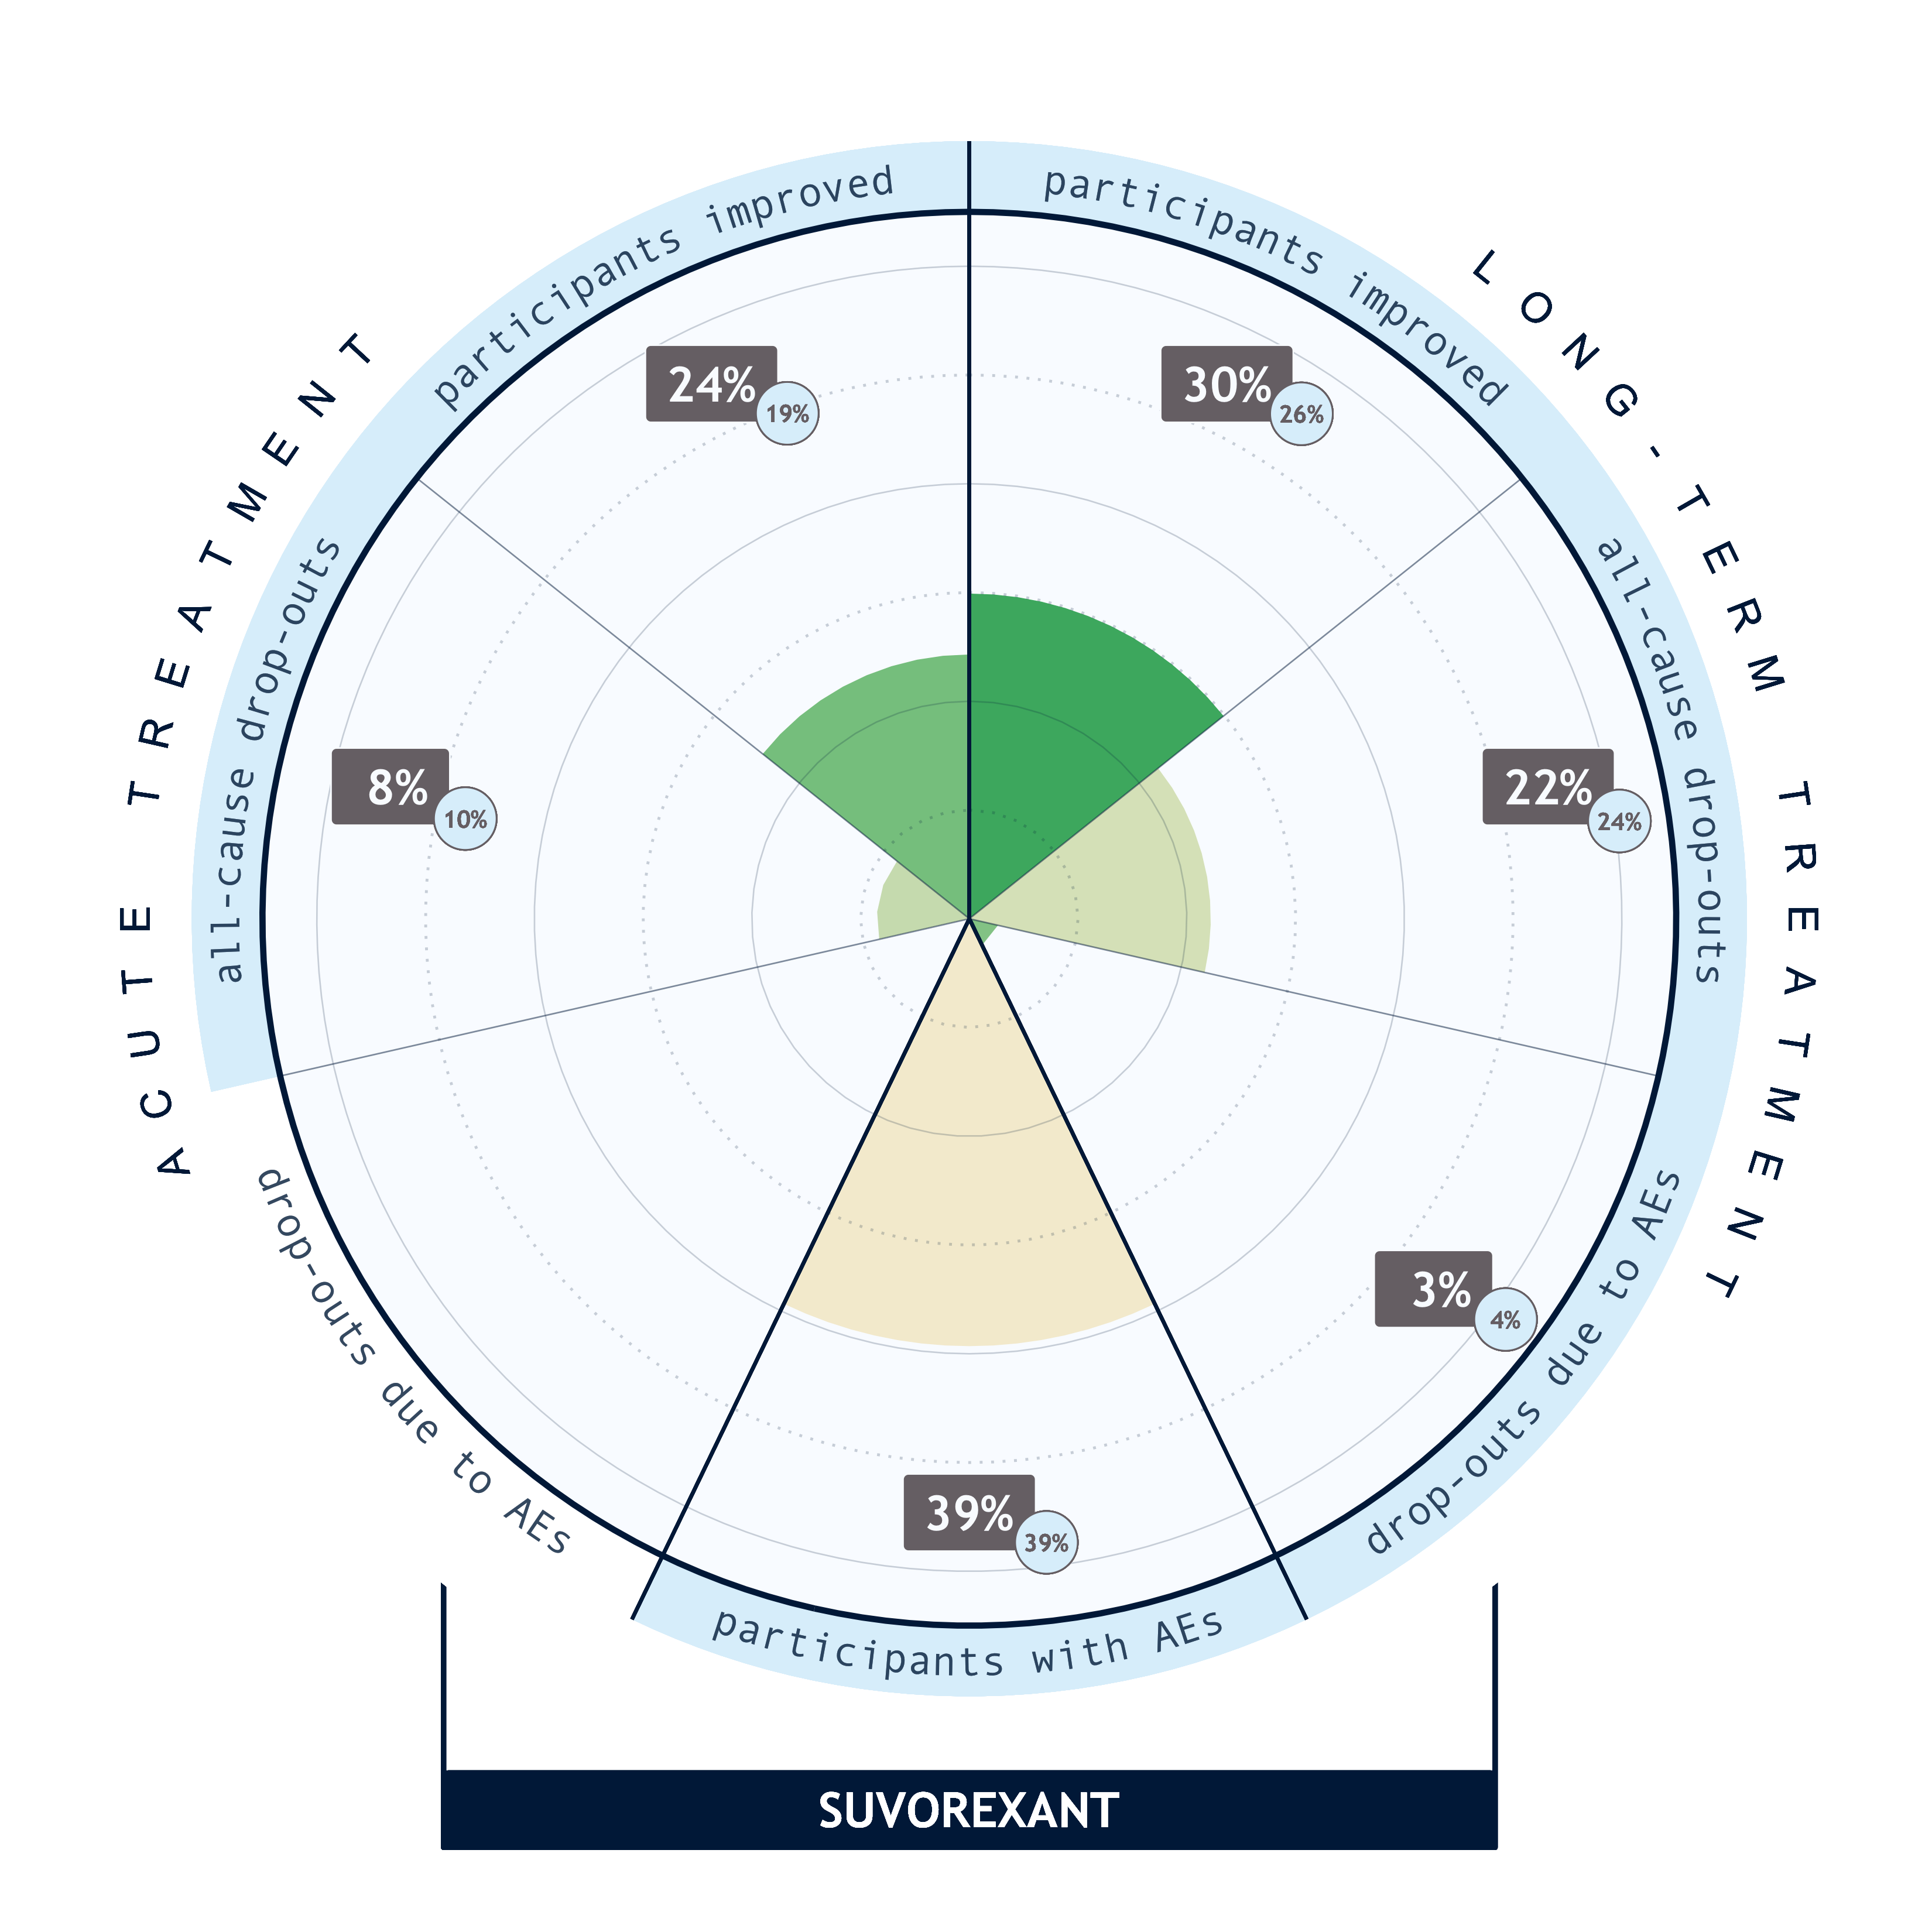 ACUTE TREATMENT
LONG-TERM TREATMENT
participants improved
24%
19%
participants improved
30%
26%
all-cause drop-outs
8%
10%
all-cause drop-outs
22%
24%
drop-outs due to AEs
drop-outs due to AEs
3%
4%
39%
39%
participants with AEs
SUVOREXANT